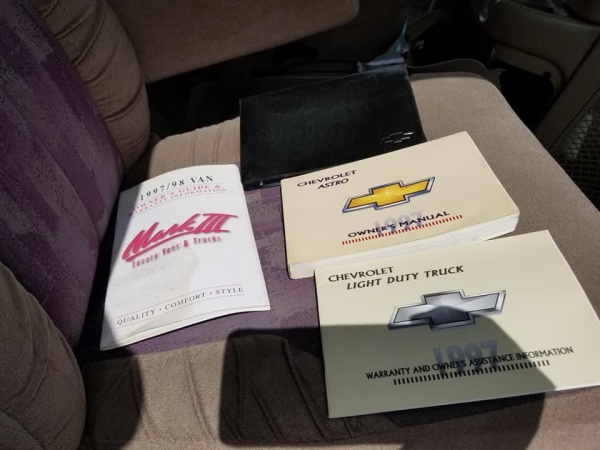 1997/98 VAN
OWNER'S GUIDE &
WARRANTY INFORMATION
Mark III
Luxury Vans & Trucks
QUALITY • COMFORT • STYLE
CHEVROLET
ASTRO
1997
OWNER'S MANUAL
CHEVROLET
LIGHT DUTY TRUCK
1997
WARRANTY AND OWNER'S ASSISTANCE INFORMATION